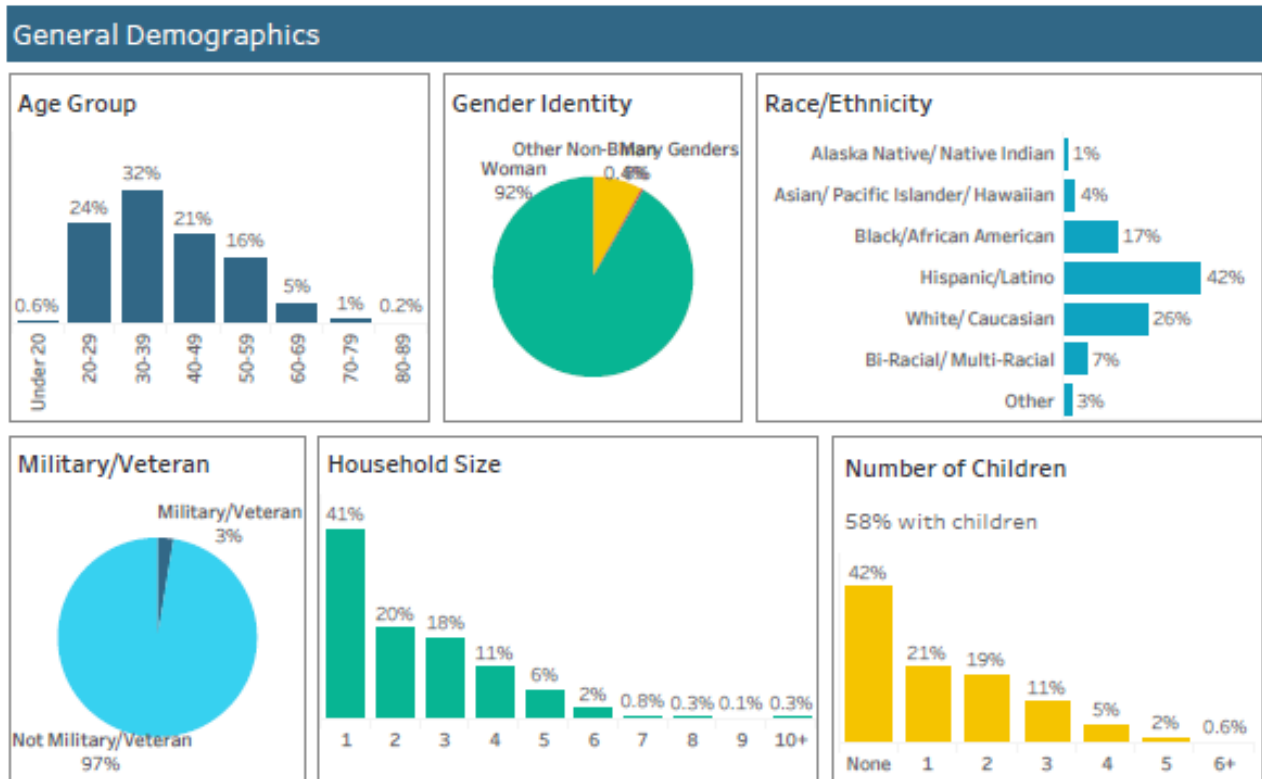 General Demographics
Age Group
0.6%
24%
32%
21%
16%
5%
1%
0.2%
Under 20
20-29
30-39
40-49
50-59
60-69
70-79
80-89
Gender Identity
Other Non-Bi
Many Genders
Woman
92%
Race/Ethnicity
Alaska Native/ Native Indian 1%
Asian/ Pacific Islander/ Hawaiian 4%
Black/African American 17%
Hispanic/Latino 42%
White/ Caucasian 26%
Bi-Racial/ Multi-Racial 7%
Other 3%
Military/Veteran
Military/Veteran
3%
Not Military/Veteran
97%
Household Size
41%
20%
18%
11%
6%
2%
0.8%
0.3%
0.1%
0.3%
1 2 3 4 5 6 7 8 9 10+
Number of Children
58% with children
42%
21%
19%
11%
5%
2%
0.6%
None 1 2 3 4 5 6+